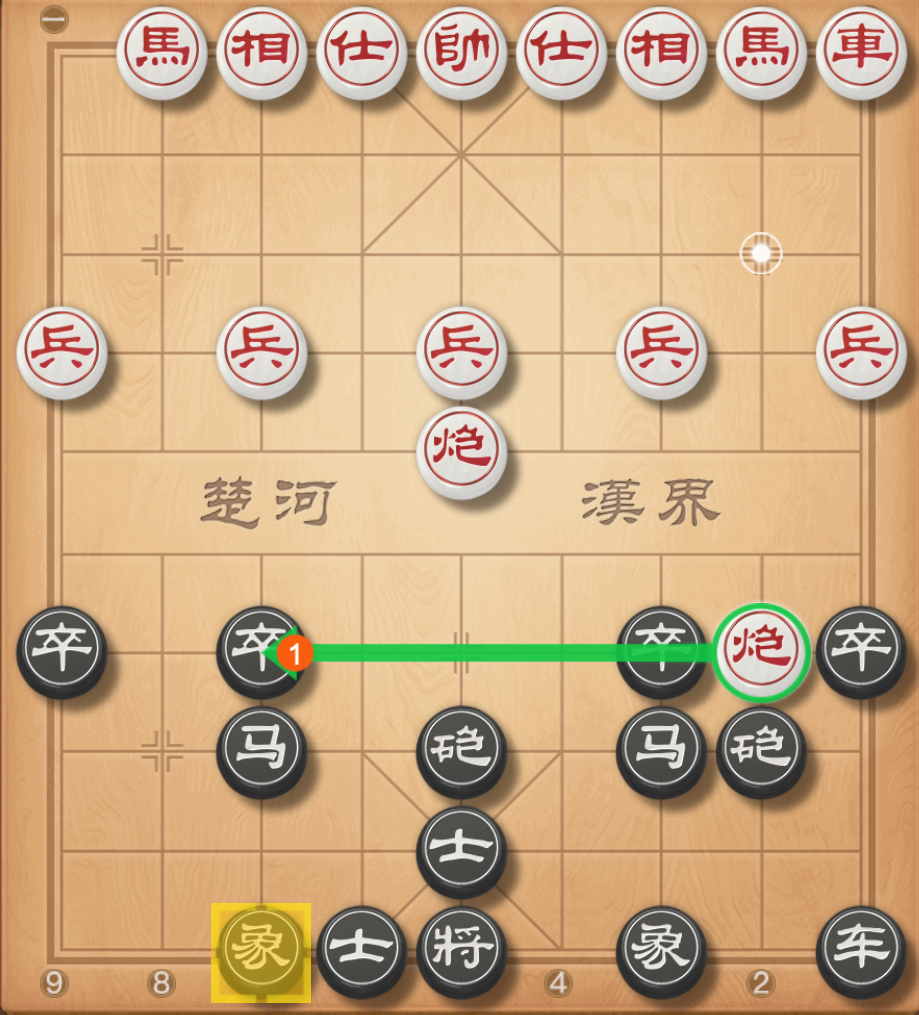 一
馬 相 仕 帥 仕 相 馬 車
兵 兵 兵 兵 兵
炮
楚河 漢界
卒 卒 1 卒 炮 卒
马 砲 马 砲
士
象 士 将 象 车
9 8 4 2